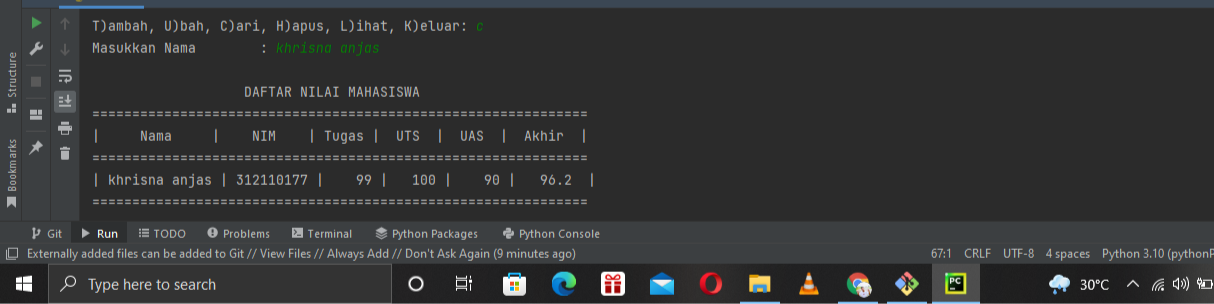 T)ambah, U)bah, C)ari, H)apus, L)ihat, K)eluar: c
Masukkan Nama : khrisna anjas
DAFTAR NILAI MAHASISWA
==============================================================
| Nama | NIM | Tugas | UTS | UAS | Akhir |
==============================================================
| khrisna anjas | 312110177 | 99 | 100 | 90 | 96.2 |
==============================================================
Structure
Bookmarks
Git Run TODO Problems Terminal Python Packages Python Console
Externally added files can be added to Git // View Files // Always Add // Don't Ask Again (9 minutes ago) 67:1 CRLF UTF-8 4 spaces Python 3.10 (pythonP
Type here to search PC 30°C